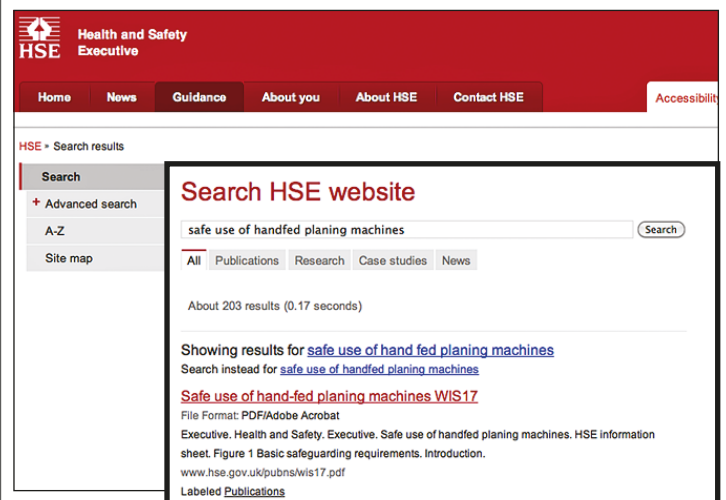 HSE
Health and Safety
Executive
Home News Guidance About you About HSE Contact HSE Accessibility
HSE Search results
Search
+ Advanced search
A-Z
Site map
Search HSE website
safe use of handfed planing machines Search
All Publications Research Case studies News
About 203 results (0.17 seconds)
Showing results for safe use of hand fed planing machines
Search instead for safe use of handfed planing machines
Safe use of hand-fed planing machines WIS17
File Format: PDF/Adobe Acrobat
Executive. Health and Safety. Executive. Safe use of handfed planing machines. HSE information
sheet. Figure 1 Basic safeguarding requirements. Introduction.
www.hse.gov.uk/pubns/wis17.pdf
Labeled Publications